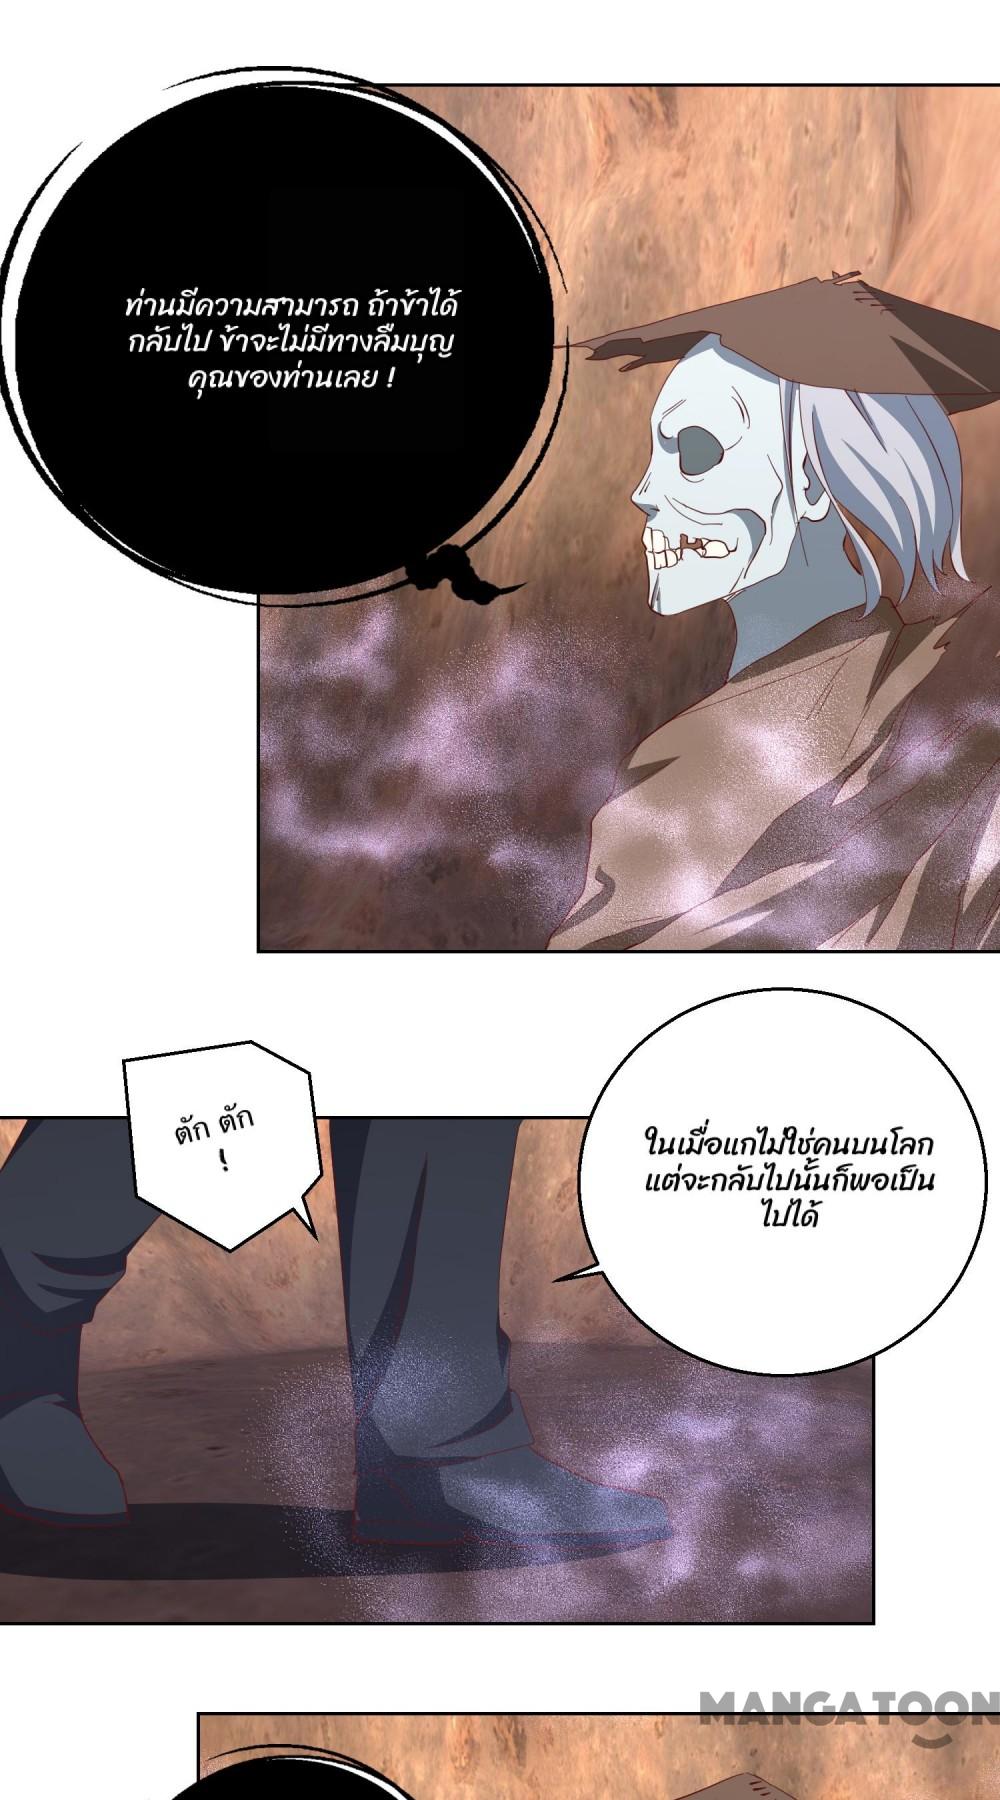 ท่านมีความสามารถ ถ้าข้าได้
กลับไป ข้าจะไม่มีทางลืมบุญ
คุณของท่านเลย !
ตัก ตัก
!
ในเมื่อแกไม่ใช่คนบนโลก
แต่จะกลับไปนั้นก็พอเป็น
ไปได้
MANGATOON